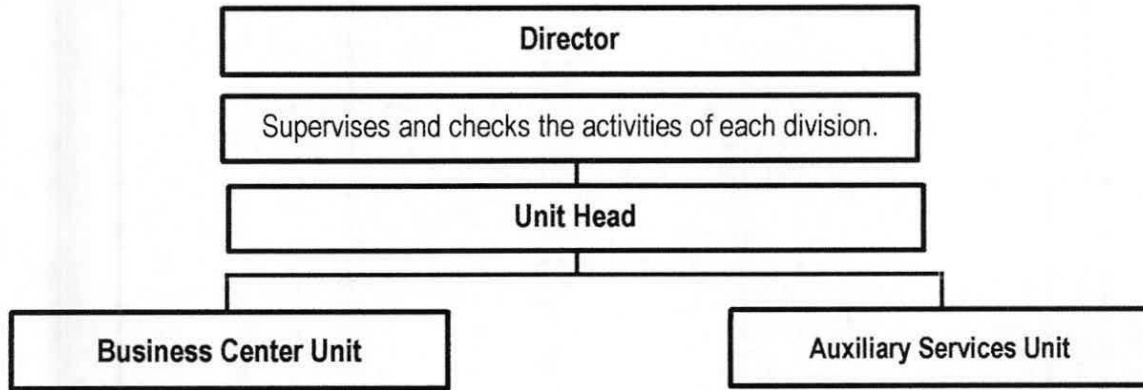 Director
Supervises and checks the activities of each division.
Unit Head
Business Center Unit
Auxiliary Services Unit